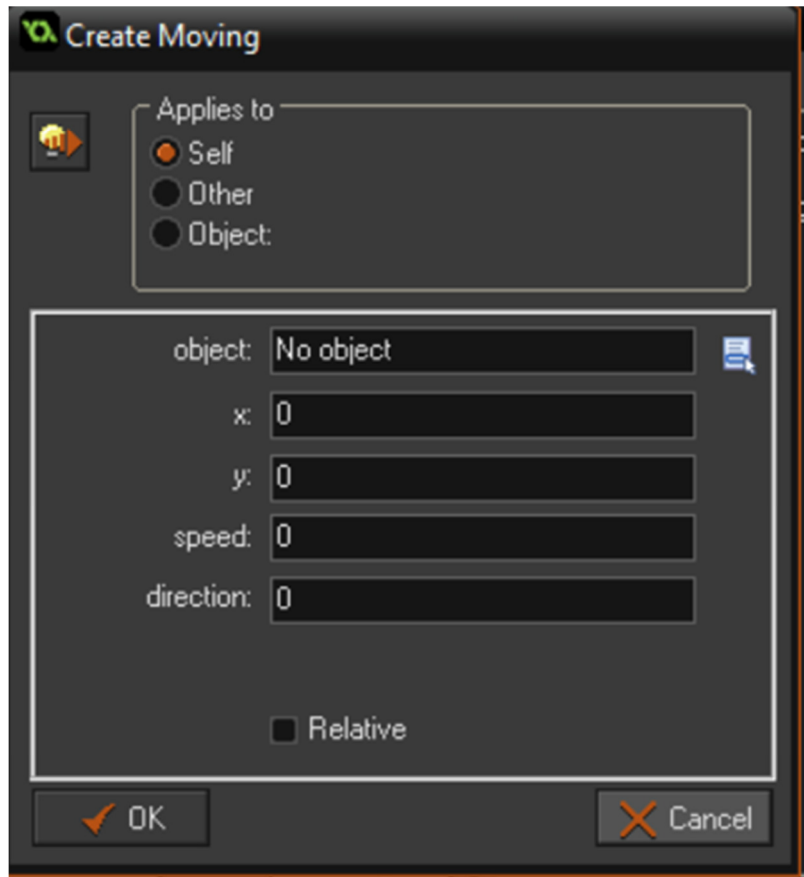 Create Moving
Applies to
Self
Other
Object:
object: No object
x: 0
y: 0
speed: 0
direction: 0
Relative
OK Cancel